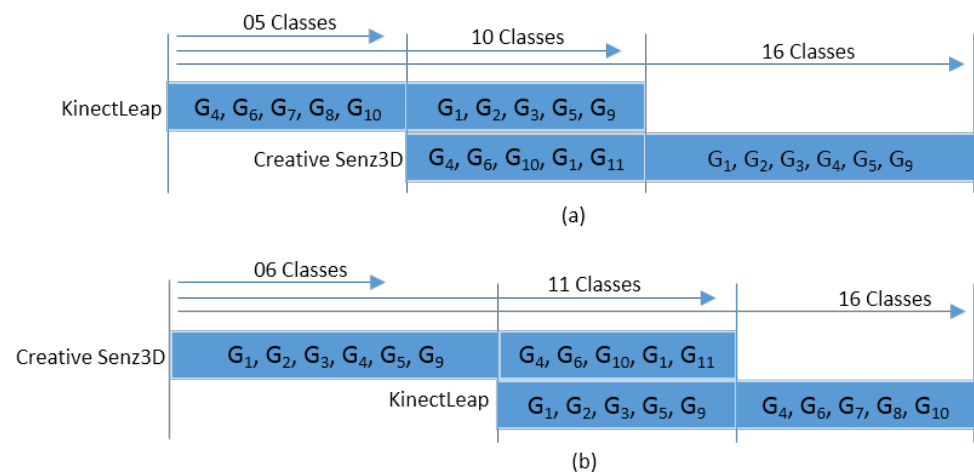 05 Classes
10 Classes
16 Classes
KinectLeap
G₄, G₆, G₇, G₈, G₁₀
G₁, G₂, G₃, G₅, G₉
Creative Senz3D
G₄, G₆, G₁₀, G₁, G₁₁
G₁, G₂, G₃, G₄, G₅, G₉
(a)
06 Classes
11 Classes
16 Classes
Creative Senz3D
G₁, G₂, G₃, G₄, G₅, G₉
G₄, G₆, G₁₀, G₁, G₁₁
KinectLeap
G₁, G₂, G₃, G₅, G₉
G₄, G₆, G₇, G₈, G₁₀
(b)